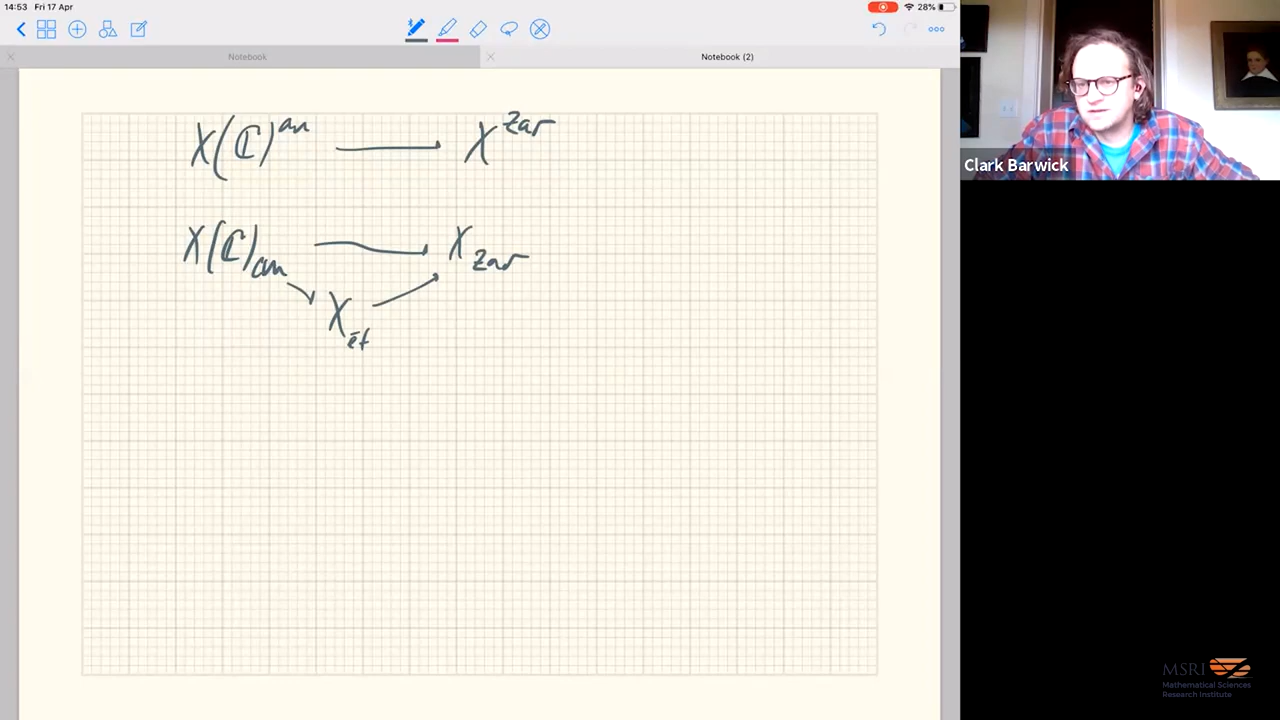 14:53 Fri 17 Apr 28%
Notebook Notebook (2)
X(ℂ)^an ⟶ X^Zar
X(ℂ)_an ⟶ X_Zar
X_ét
Clark Barwick
MSRI
Mathematical Sciences
Research Institute